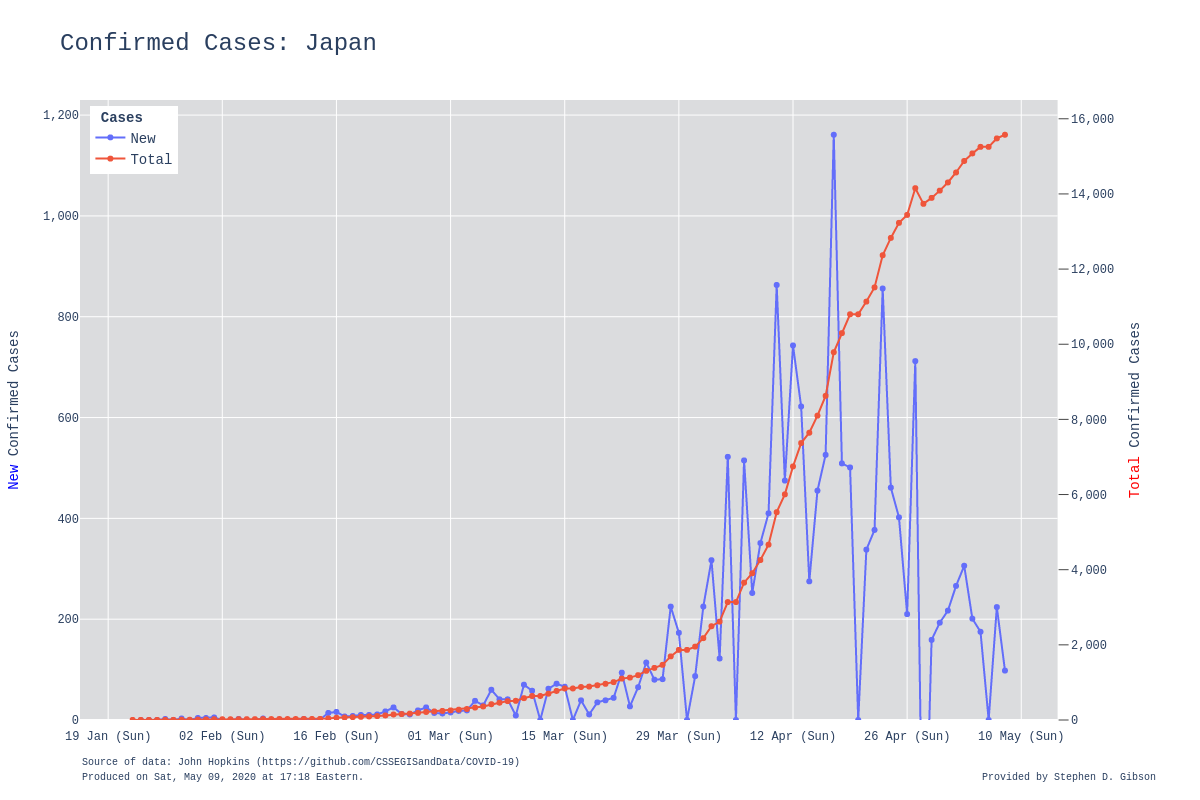 Confirmed Cases: Japan
Cases
New
Total
1,200
1,000
800
600
400
200
0
New Confirmed Cases
16,000
14,000
12,000
10,000
8,000
6,000
4,000
2,000
0
Total Confirmed Cases
19 Jan (Sun) 02 Feb (Sun) 16 Feb (Sun) 01 Mar (Sun) 15 Mar (Sun) 29 Mar (Sun) 12 Apr (Sun) 26 Apr (Sun) 10 May (Sun)
Source of data: John Hopkins (https://github.com/CSSEGISandData/COVID-19)
Produced on Sat, May 09, 2020 at 17:18 Eastern.
Provided by Stephen D. Gibson